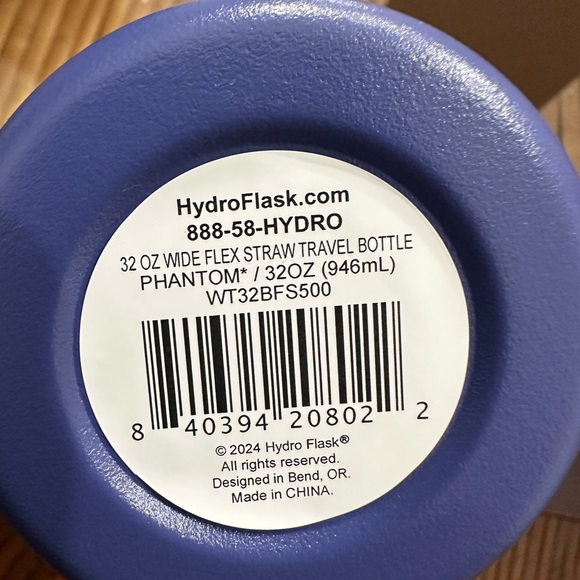 HydroFlask.com
888-58-HYDRO
32 OZ WIDE FLEX STRAW TRAVEL BOTTLE
PHANTOM* / 32OZ (946mL)
WT32BFS500
8 40394 20802 2
© 2024 Hydro Flask®
All rights reserved.
Designed in Bend, OR.
Made in CHINA.